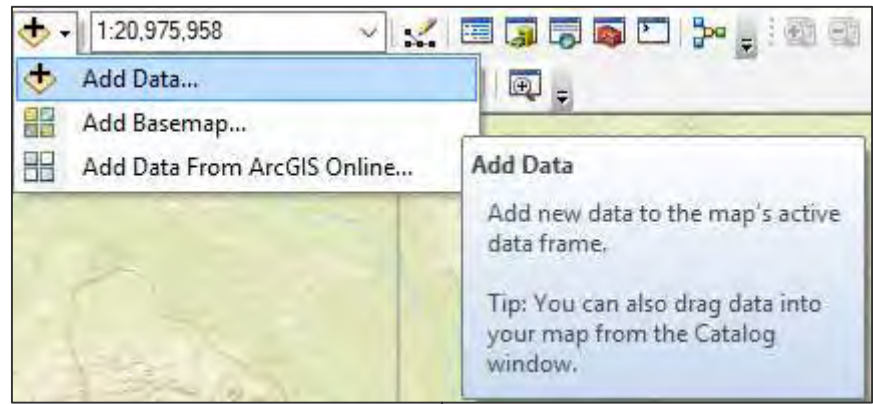 1:20,975,958
Add Data...
Add Basemap...
Add Data From ArcGIS Online...
Add Data
Add new data to the map's active
data frame.
Tip: You can also drag data into
your map from the Catalog
window.